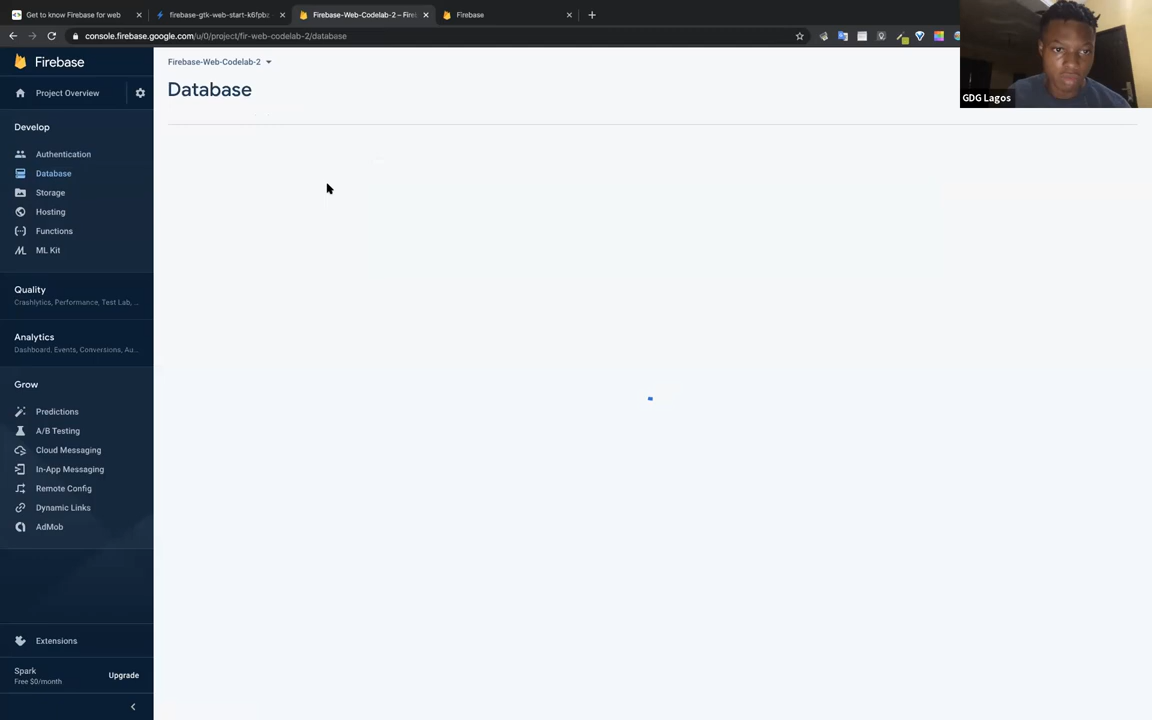 Get to know Firebase for web
firebase-gtk-web-start-k6fpbz
Firebase-Web-Codelab-2 – Fire
Firebase
console.firebase.google.com/u/0/project/fir-web-codelab-2/database
Firebase
Firebase-Web-Codelab-2
Database
GDG Lagos
Project Overview
Develop
Authentication
Database
Storage
Hosting
Functions
ML Kit
Quality
Crashlytics, Performance, Test Lab, ...
Analytics
Dashboard, Events, Conversions, Au...
Grow
Predictions
A/B Testing
Cloud Messaging
In-App Messaging
Remote Config
Dynamic Links
AdMob
Extensions
Spark
Free $0/month
Upgrade